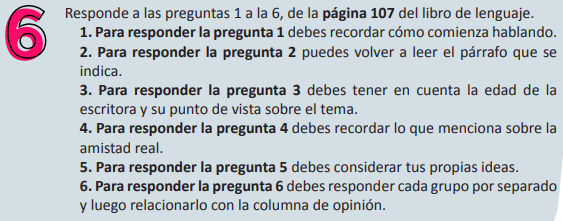 6
Responde a las preguntas 1 a la 6, de la página 107 del libro de lenguaje.
1. Para responder la pregunta 1 debes recordar cómo comienza hablando.
2. Para responder la pregunta 2 puedes volver a leer el párrafo que se
indica.
3. Para responder la pregunta 3 debes tener en cuenta la edad de la
escritora y su punto de vista sobre el tema.
4. Para responder la pregunta 4 debes recordar lo que menciona sobre la
amistad real.
5. Para responder la pregunta 5 debes considerar tus propias ideas.
6. Para responder la pregunta 6 debes responder cada grupo por separado
y luego relacionarlo con la columna de opinión.